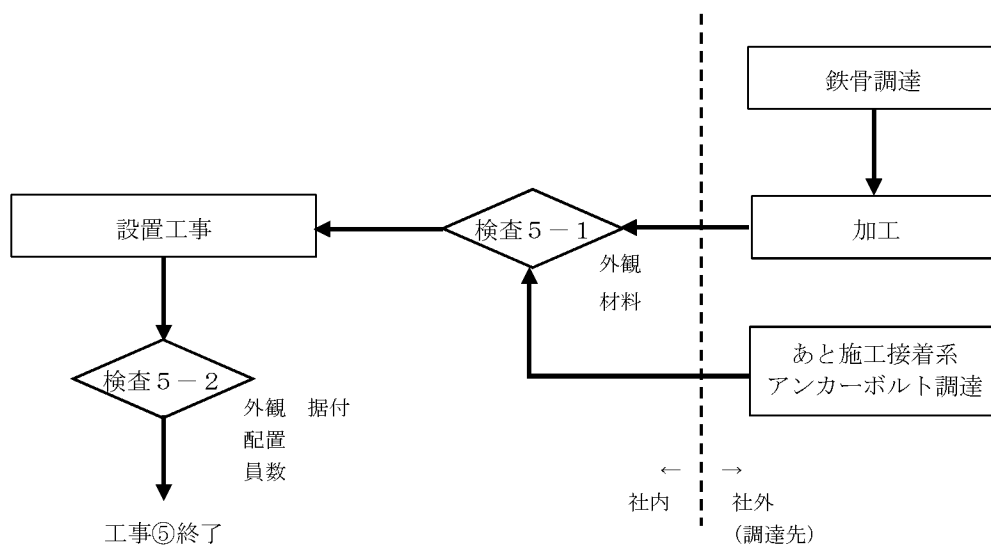 鉄骨調達
設置工事
検査５－１
加工
外観
材料
あと施工接着系
アンカーボルト調達
検査５－２
外観　据付
配置
員数
← →
社内 社外
(調達先)
工事⑤終了